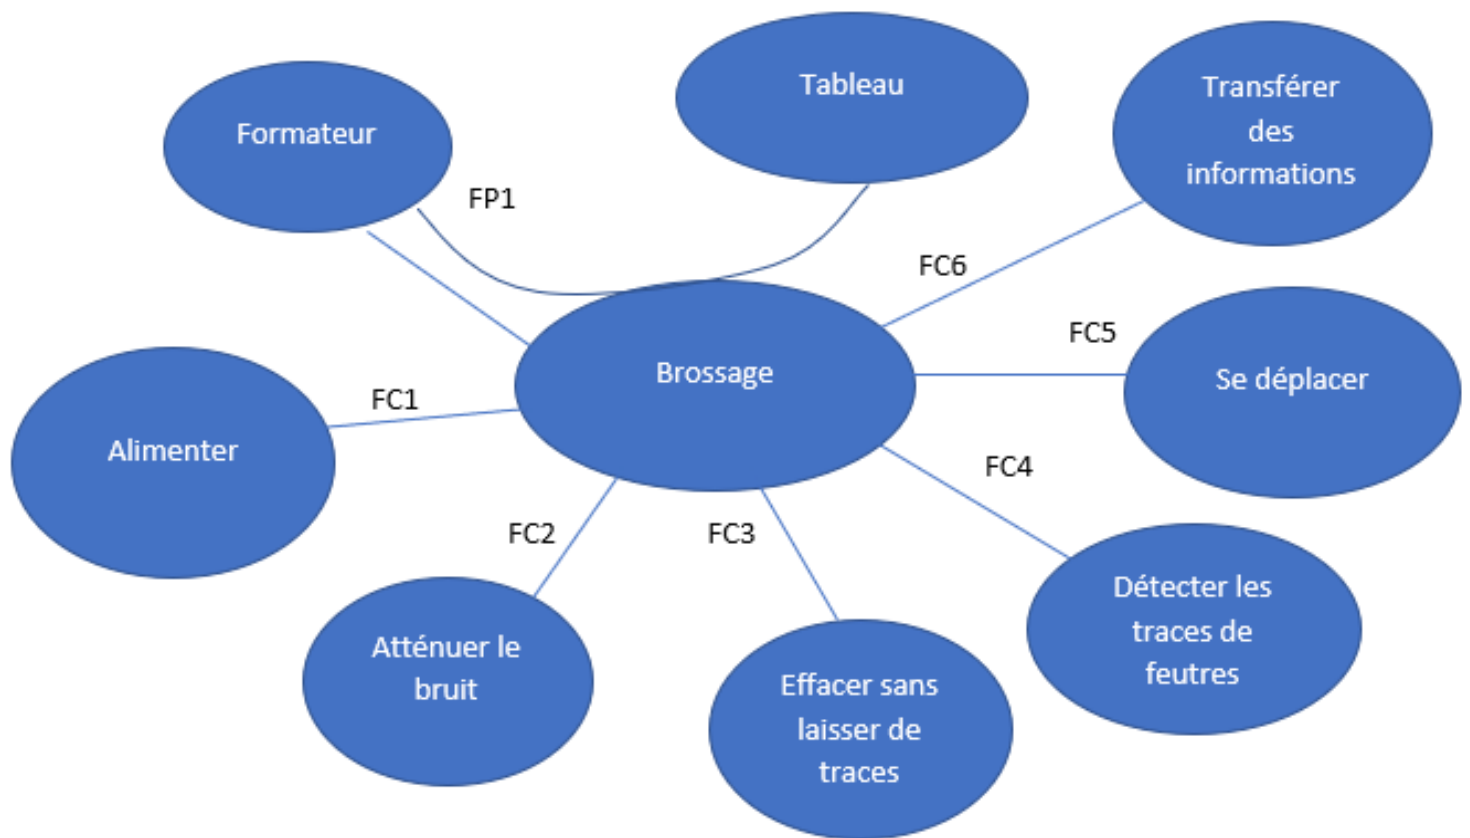 Formateur
Tableau
Transférer
des
informations
FP1
FC6
FC5
Brossage
Se déplacer
FC1
Alimenter
FC4
FC2
FC3
Détecter les
traces de
feutres
Atténuer le
bruit
Effacer sans
laisser de
traces